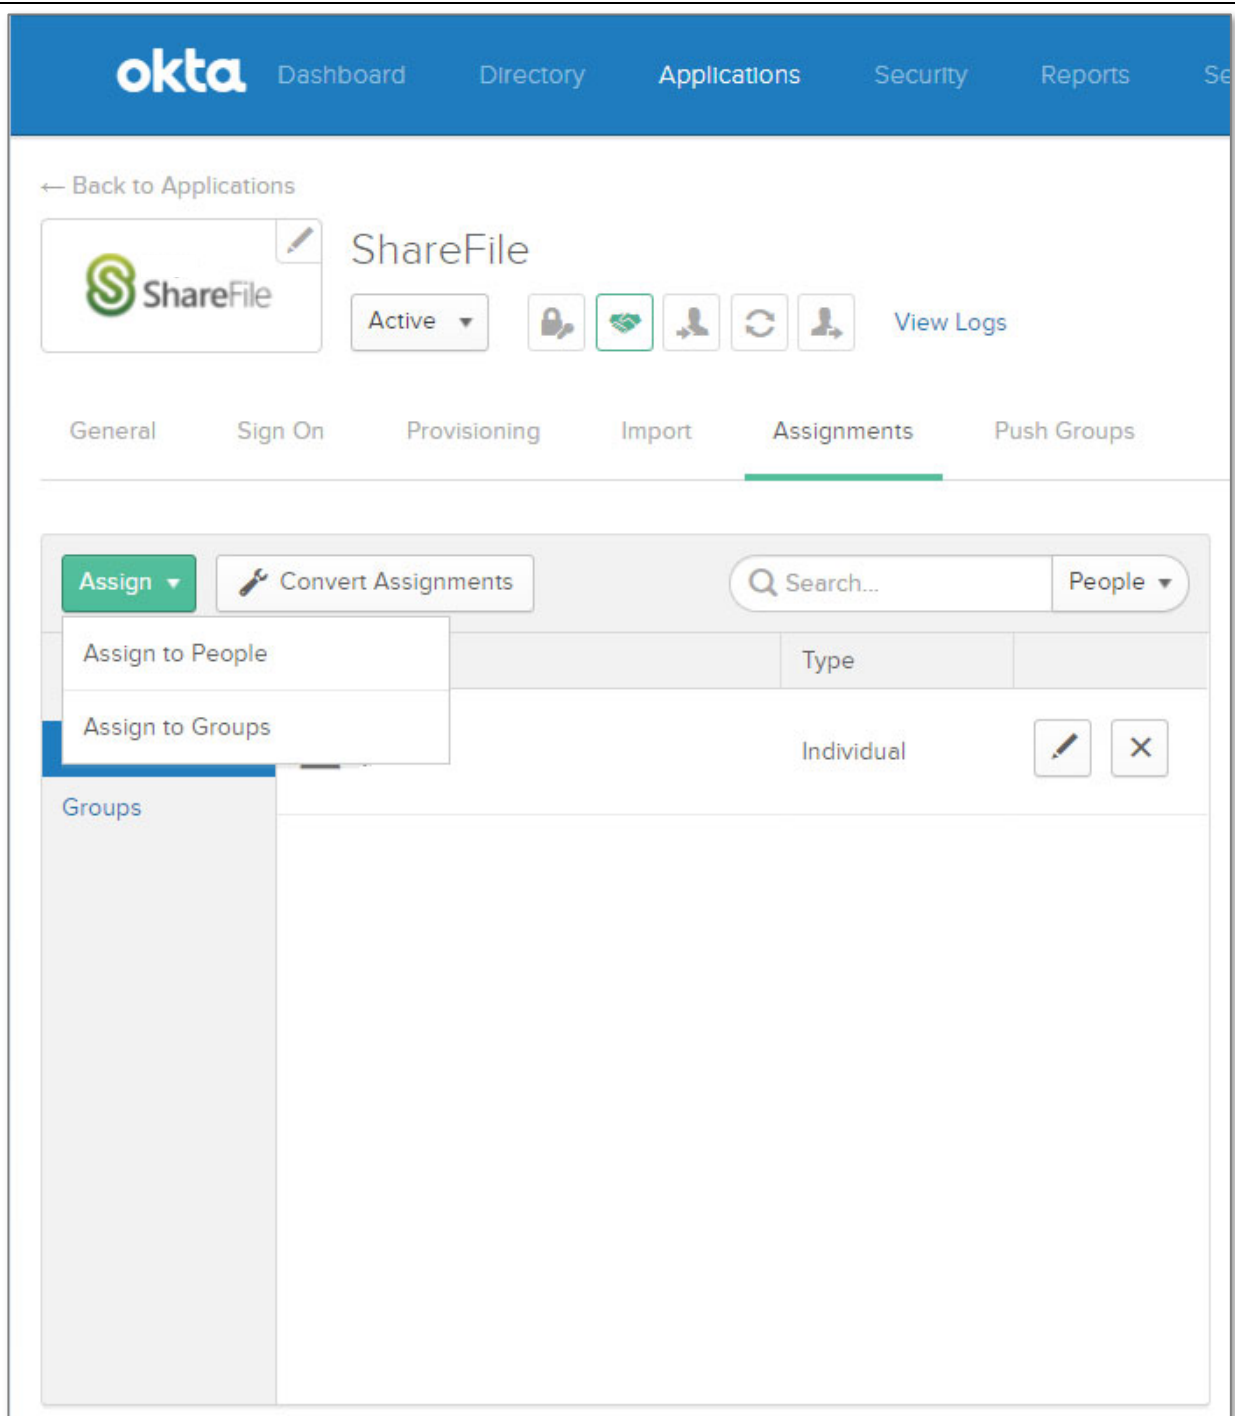 okta Dashboard Directory Applications Security Reports Se
← Back to Applications
ShareFile
ShareFile
Active
View Logs
General Sign On Provisioning Import Assignments Push Groups
Assign Convert Assignments Search... People
Assign to People
Type
Assign to Groups
Individual
Groups